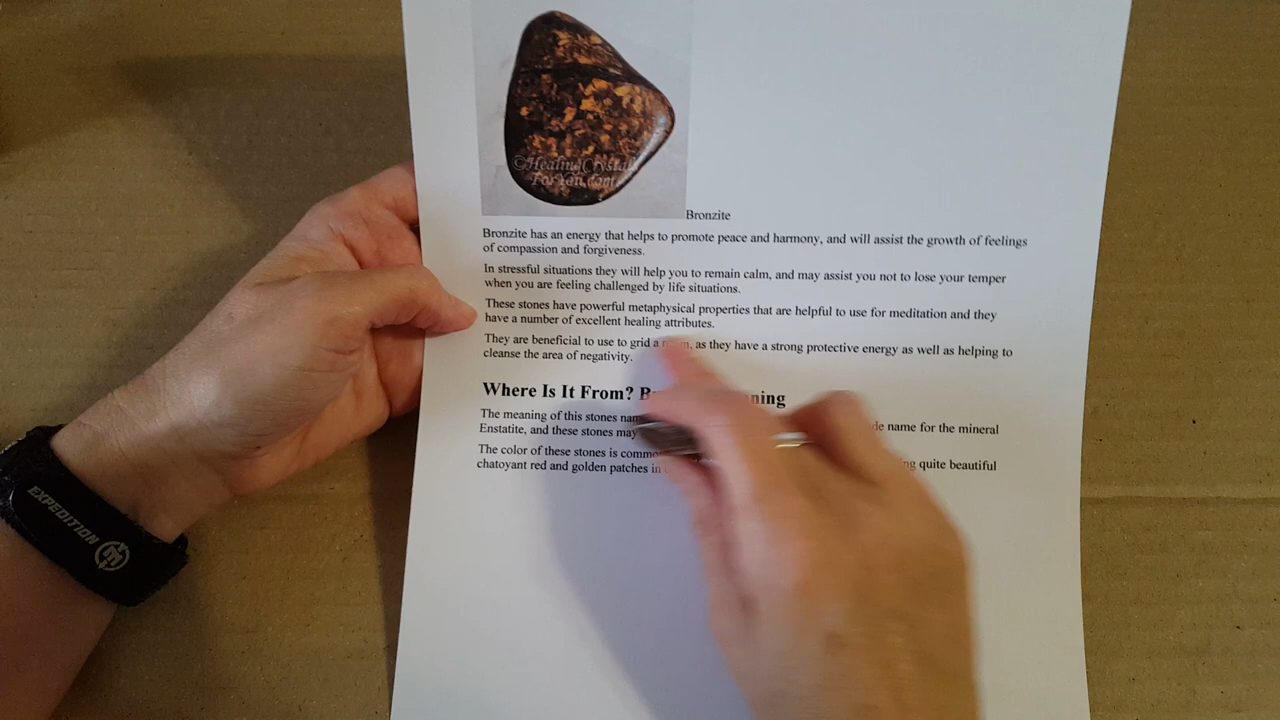 ©HealingCrystals
ForYou.com
Bronzite
Bronzite has an energy that helps to promote peace and harmony, and will assist the growth of feelings
of compassion and forgiveness.
In stressful situations they will help you to remain calm, and may assist you not to lose your temper
when you are feeling challenged by life situations.
These stones have powerful metaphysical properties that are helpful to use for meditation and they
have a number of excellent healing attributes.
They are beneficial to use to grid a room, as they have a strong protective energy as well as helping to
cleanse the area of negativity.
Where Is It From?
The meaning of this stones name for the mineral
Enstatite, and these stones may
The color of these stones is quite beautiful
chatoyant red and golden patches in
EXPEDITION